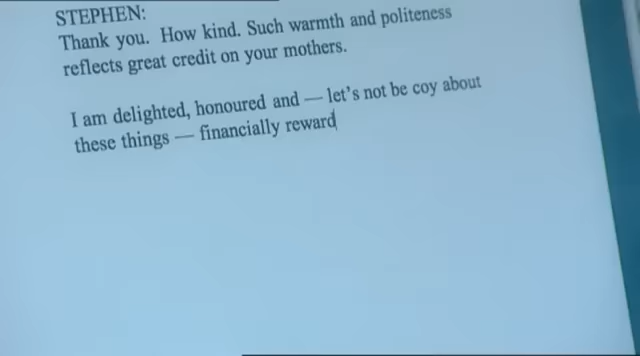 STEPHEN:
Thank you. How kind. Such warmth and politeness
reflects great credit on your mothers.
I am delighted, honoured and — let's not be coy about
these things — financially reward